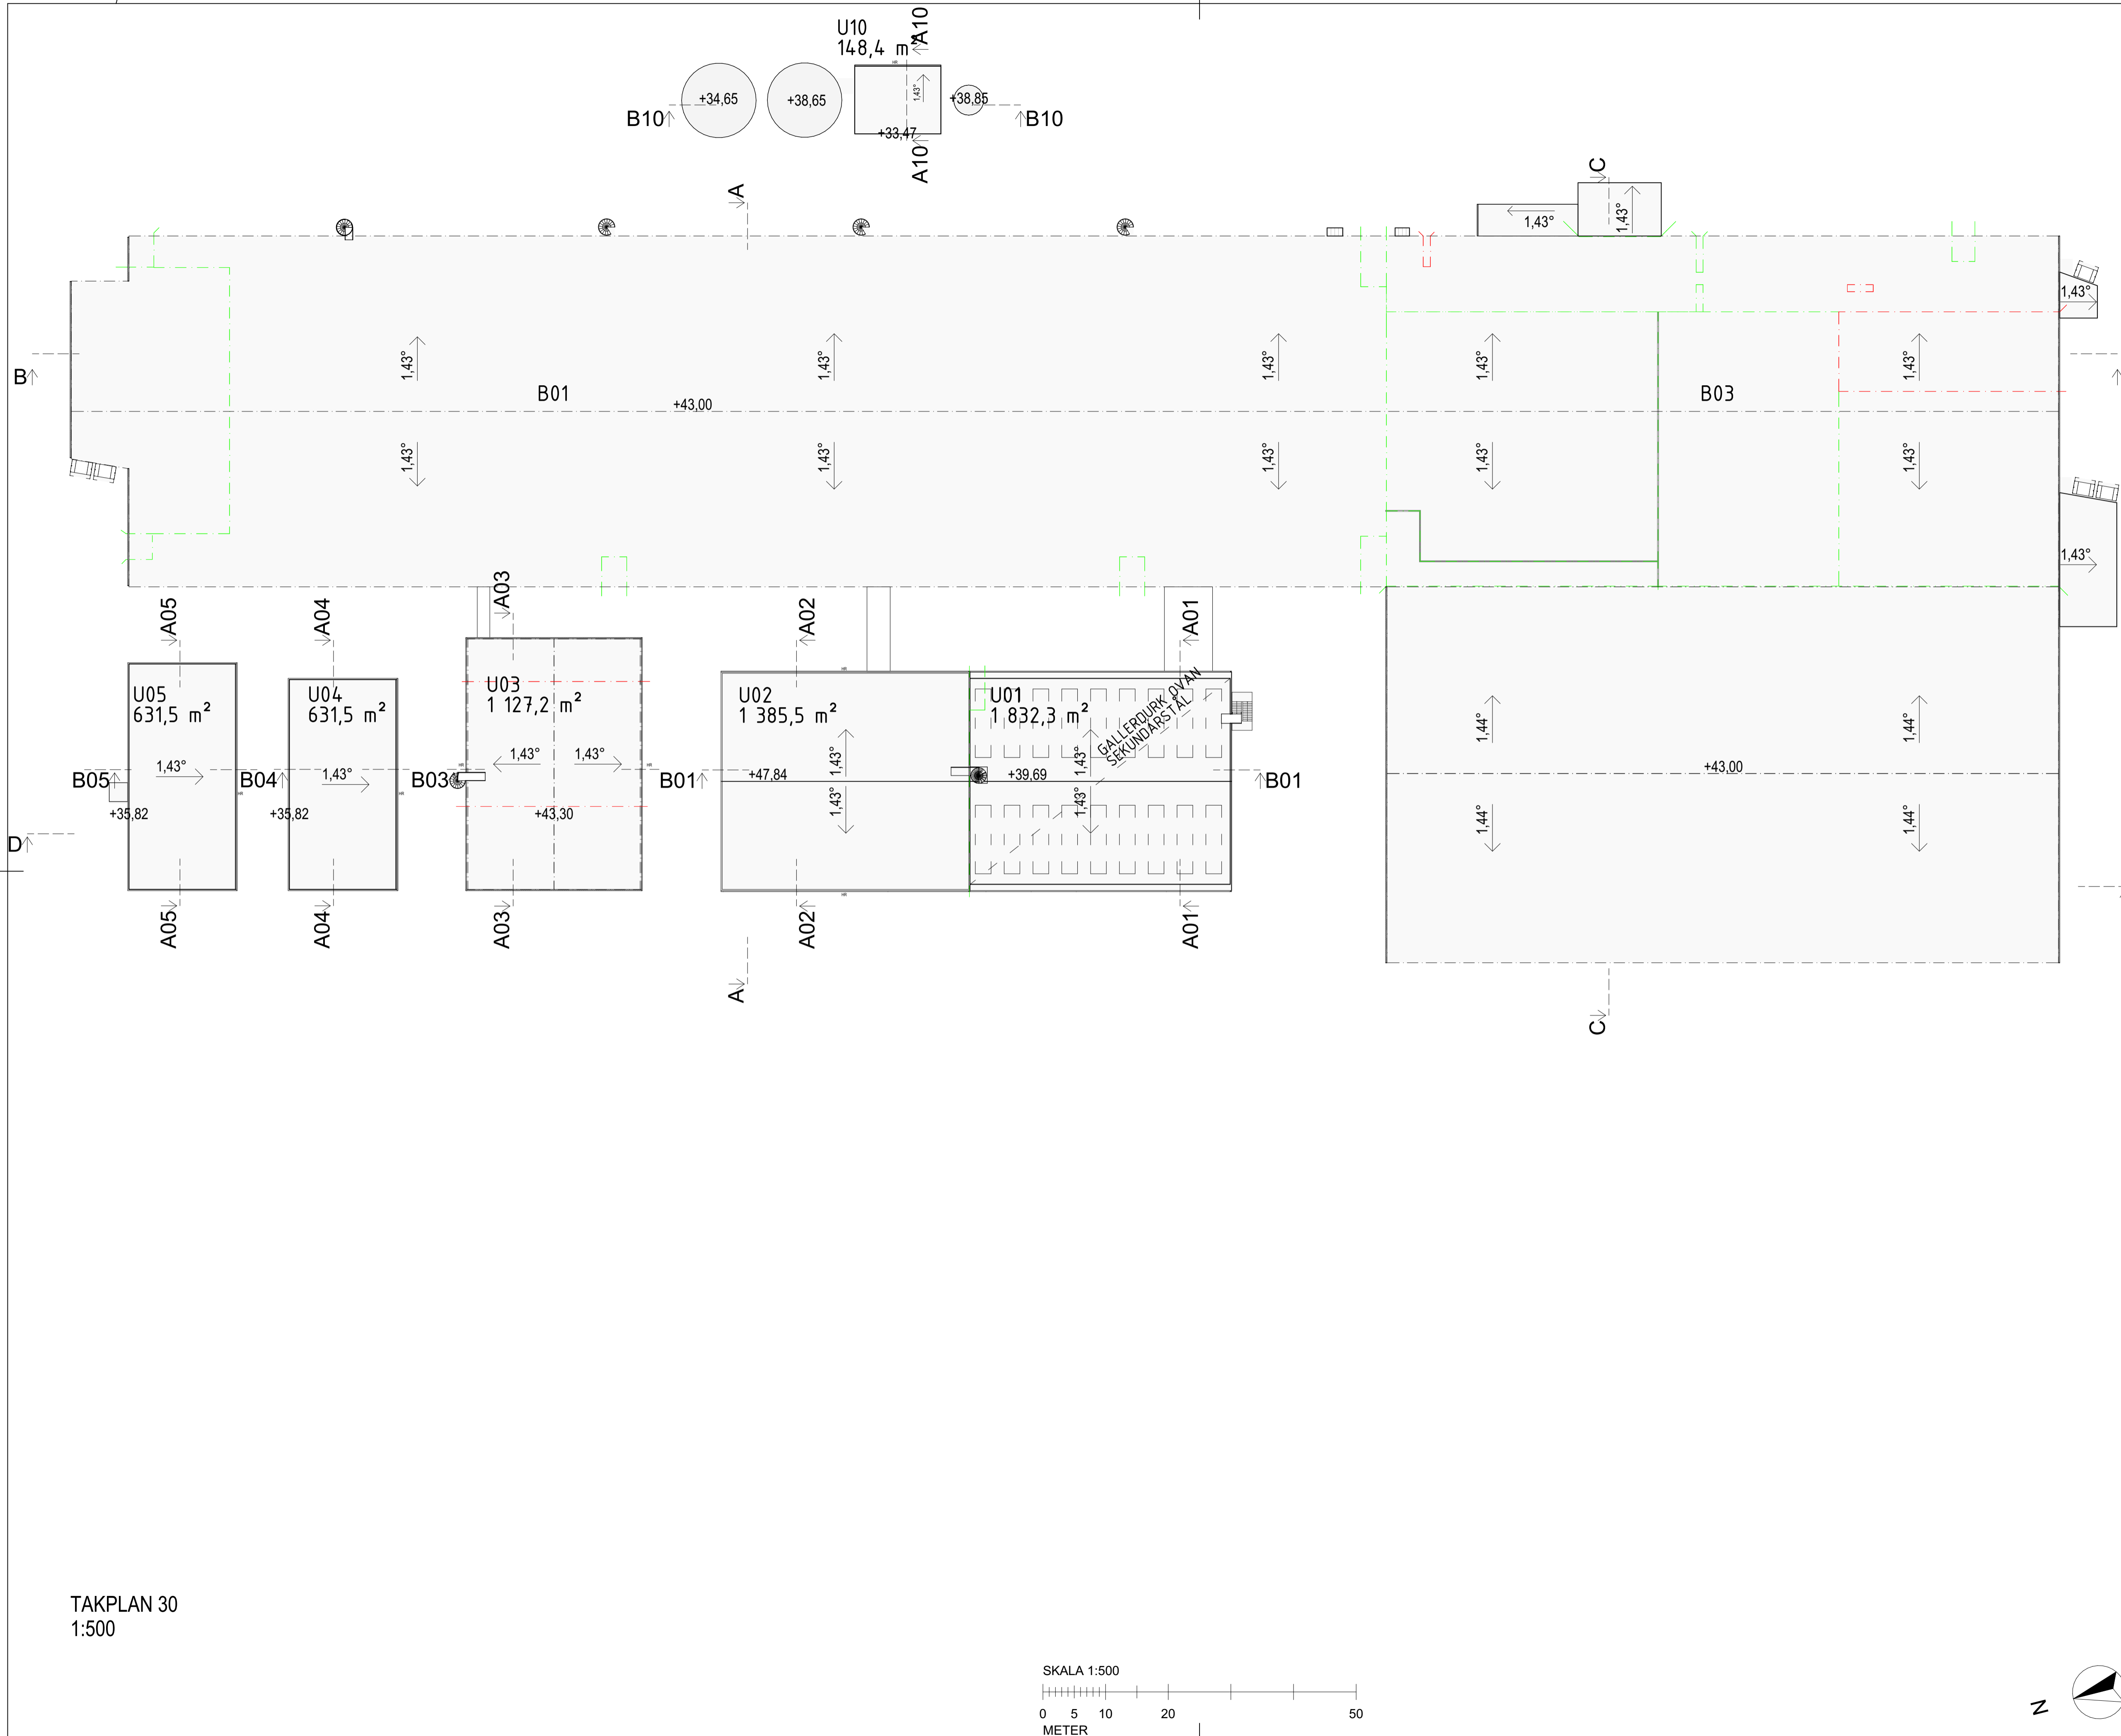 U10
148,4 m²
A10
+34,65
+38,65
1,43°
+38,85
B10
B10
+33,47
A10
A
C
1,43°
1,43°
1,43°
1,43°
1,43°
1,43°
1,43°
1,43°
B
B01
B03
+43,00
1,43°
1,43°
1,43°
1,43°
1,43°
1,43°
A05
A04
A03
A02
A01
U05
631,5 m²
U04
631,5 m²
U03
1 127,2 m²
U02
1 385,5 m²
U01
1 832,3 m²
GALLERDURK OVAN
SEKUNDÄRSTÅL
1,44°
1,44°
1,43°
1,43°
1,43°
1,43°
1,43°
1,43°
B05
B04
B03
B01
+47,84
+39,69
B01
+43,00
+35,82
+35,82
+43,30
1,43°
1,43°
1,44°
1,44°
D
A05
A04
A03
A02
A01
A
C
TAKPLAN 30
1:500
SKALA 1:500
0 5 10 20 50
METER
N